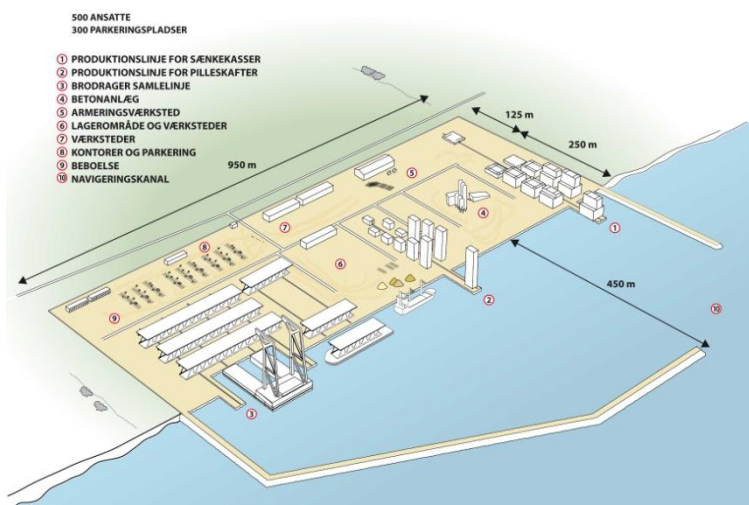 500 ANSATTE
300 PARKERINGSPLADSER
1 PRODUKTIONSLINJE FOR SÆNKEKASSER
2 PRODUKTIONSLINJE FOR PILLESKAFTER
3 BRODRAGER SAMLELINJE
4 BETONANLÆG
5 ARMERINGSVÆRKSTED
6 LAGEROMRÅDE OG VÆRKSTEDER
7 VÆRKSTEDER
8 KONTORER OG PARKERING
9 BEBOELSE
10 NAVIGERINGSKANAL
125 m
250 m
950 m
5
4
1
7
8
6
450 m
2
10
9
3